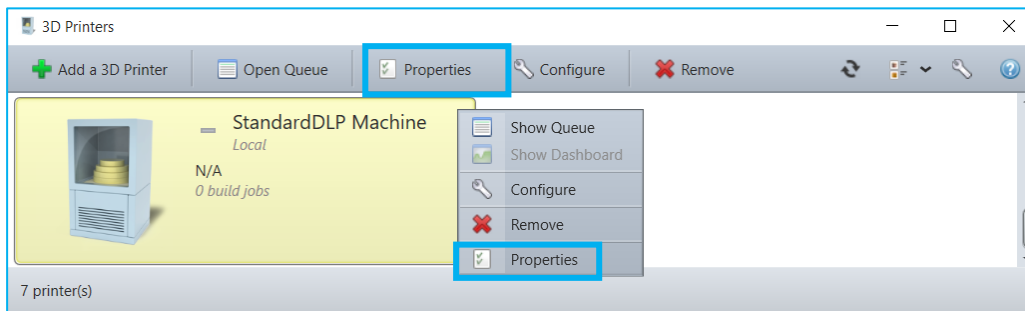 3D Printers
Add a 3D Printer Open Queue Properties Configure Remove
StandardDLP Machine
Local
N/A
0 build jobs
Show Queue
Show Dashboard
Configure
Remove
Properties
7 printer(s)